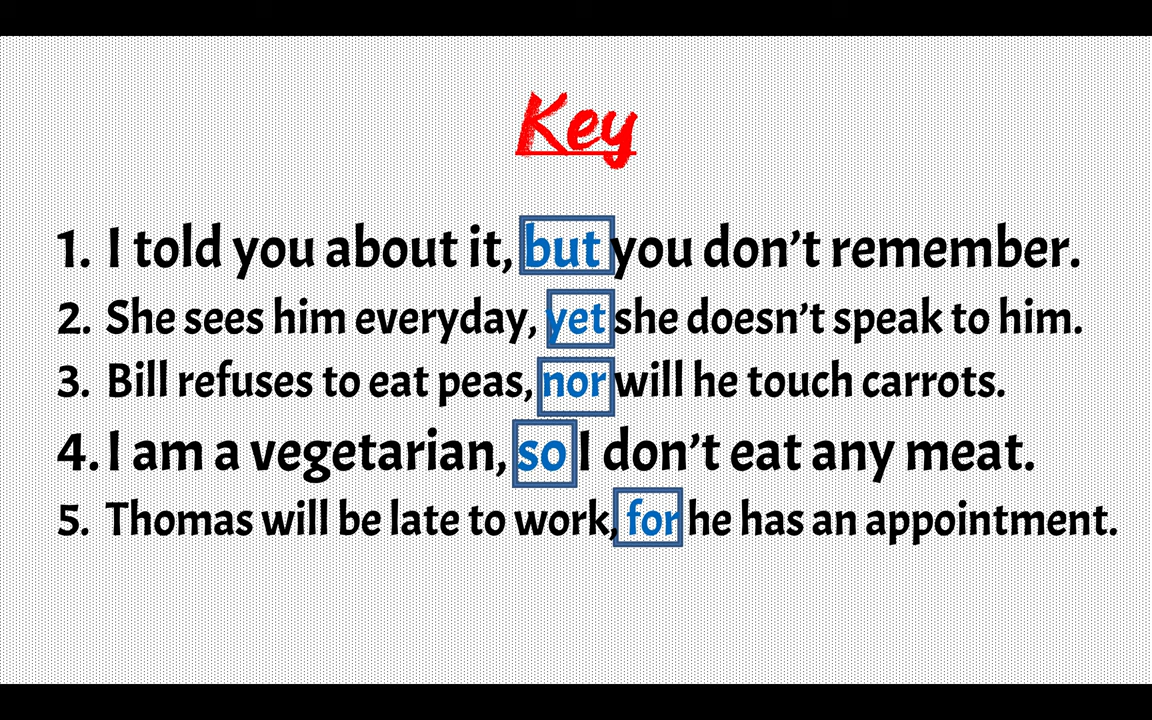 Key
1. I told you about it, but you don’t remember.
2. She sees him everyday, yet she doesn’t speak to him.
3. Bill refuses to eat peas, nor will he touch carrots.
4. I am a vegetarian, so I don’t eat any meat.
5. Thomas will be late to work, for he has an appointment.